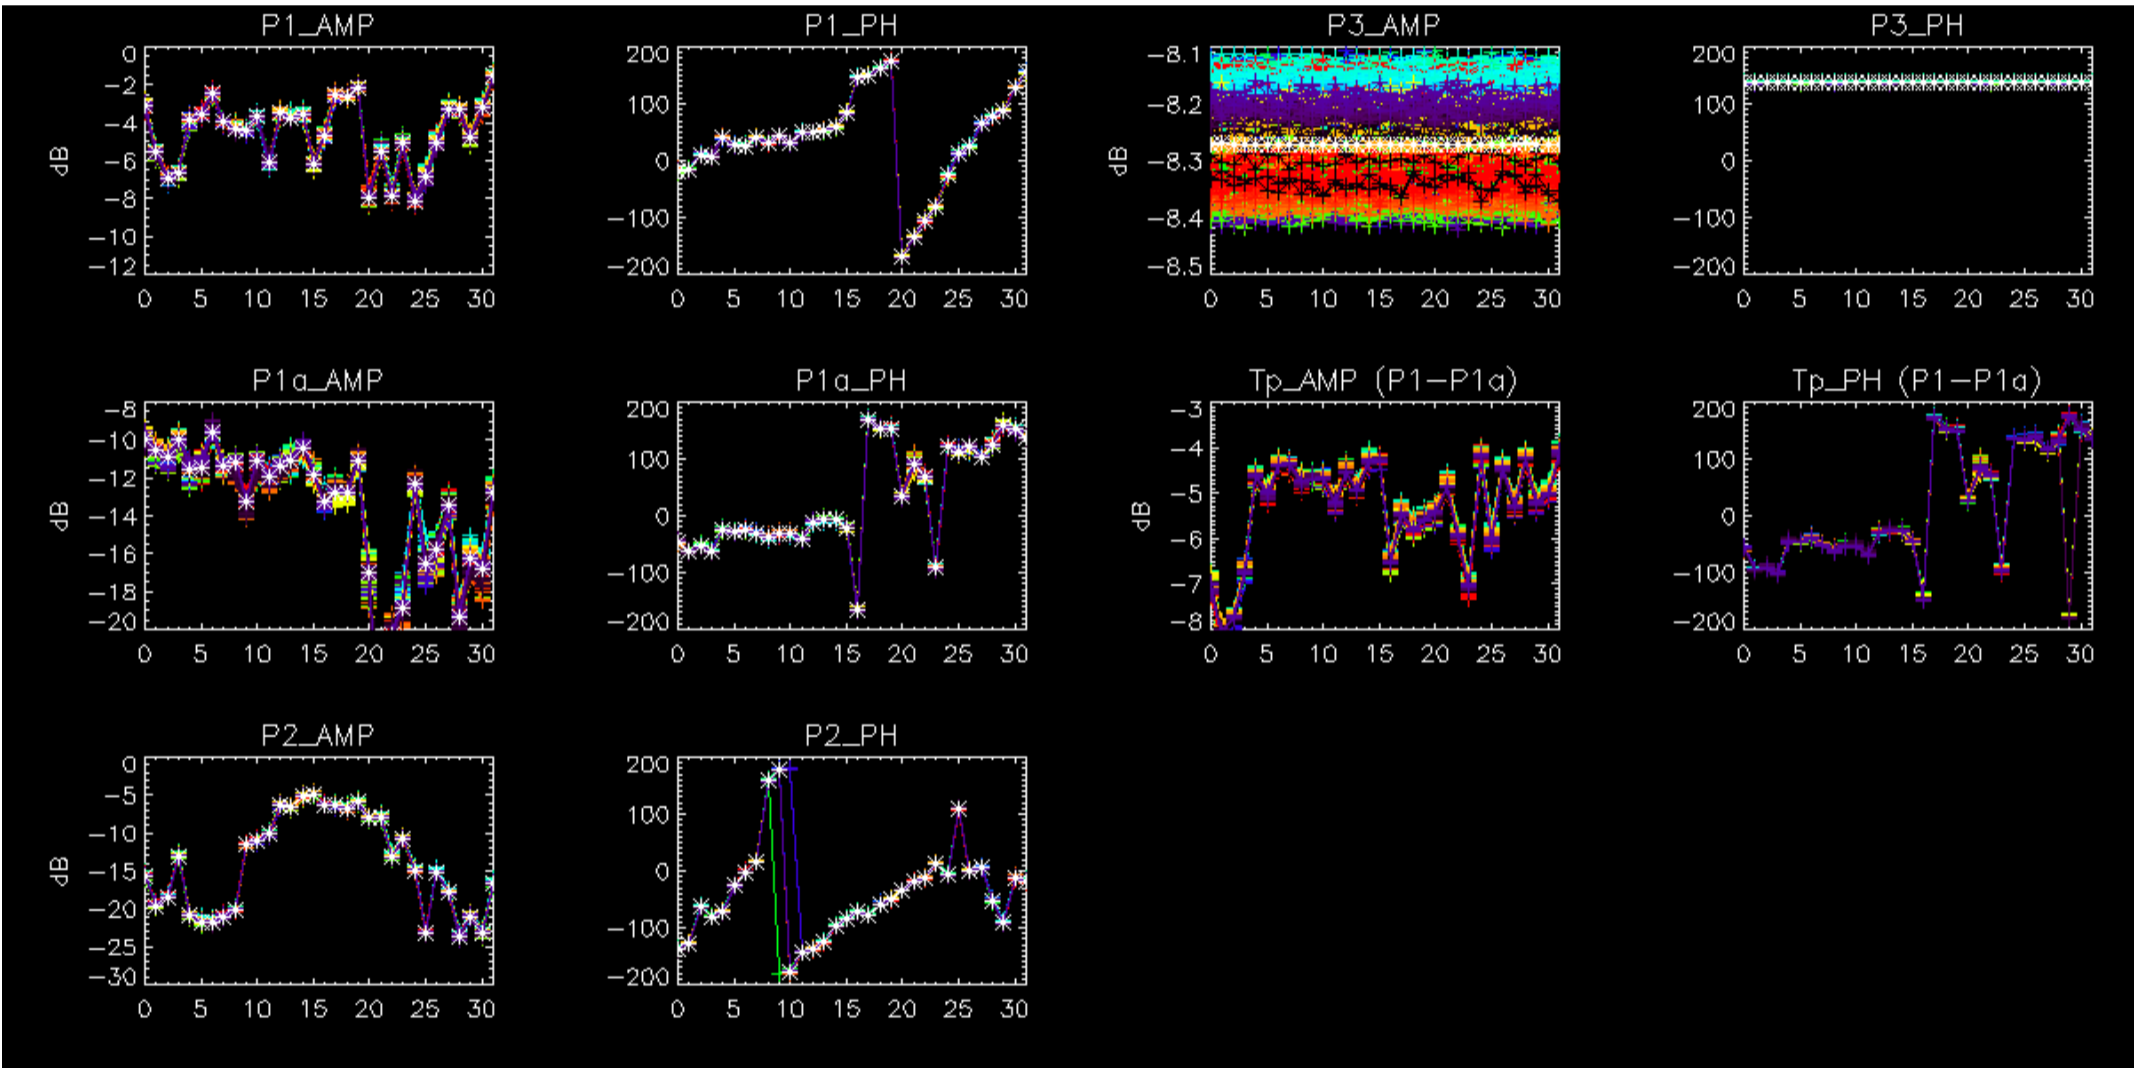 P1_AMP
P1_PH
P3_AMP
P3_PH
0
−2
−4
−6
−8
−10
−12
dB
0 5 10 15 20 25 30
200
100
0
−100
−200
0 5 10 15 20 25 30
−8.1
−8.2
−8.3
−8.4
−8.5
dB
0 5 10 15 20 25 30
200
100
0
−100
−200
0 5 10 15 20 25 30
P1a_AMP
P1a_PH
Tp_AMP (P1−P1a)
Tp_PH (P1−P1a)
−8
−10
−12
−14
−16
−18
−20
dB
0 5 10 15 20 25 30
200
100
0
−100
−200
0 5 10 15 20 25 30
−3
−4
−5
−6
−7
−8
dB
0 5 10 15 20 25 30
200
100
0
−100
−200
0 5 10 15 20 25 30
P2_AMP
P2_PH
0
−5
−10
−15
−20
−25
−30
dB
0 5 10 15 20 25 30
200
100
0
−100
−200
0 5 10 15 20 25 30